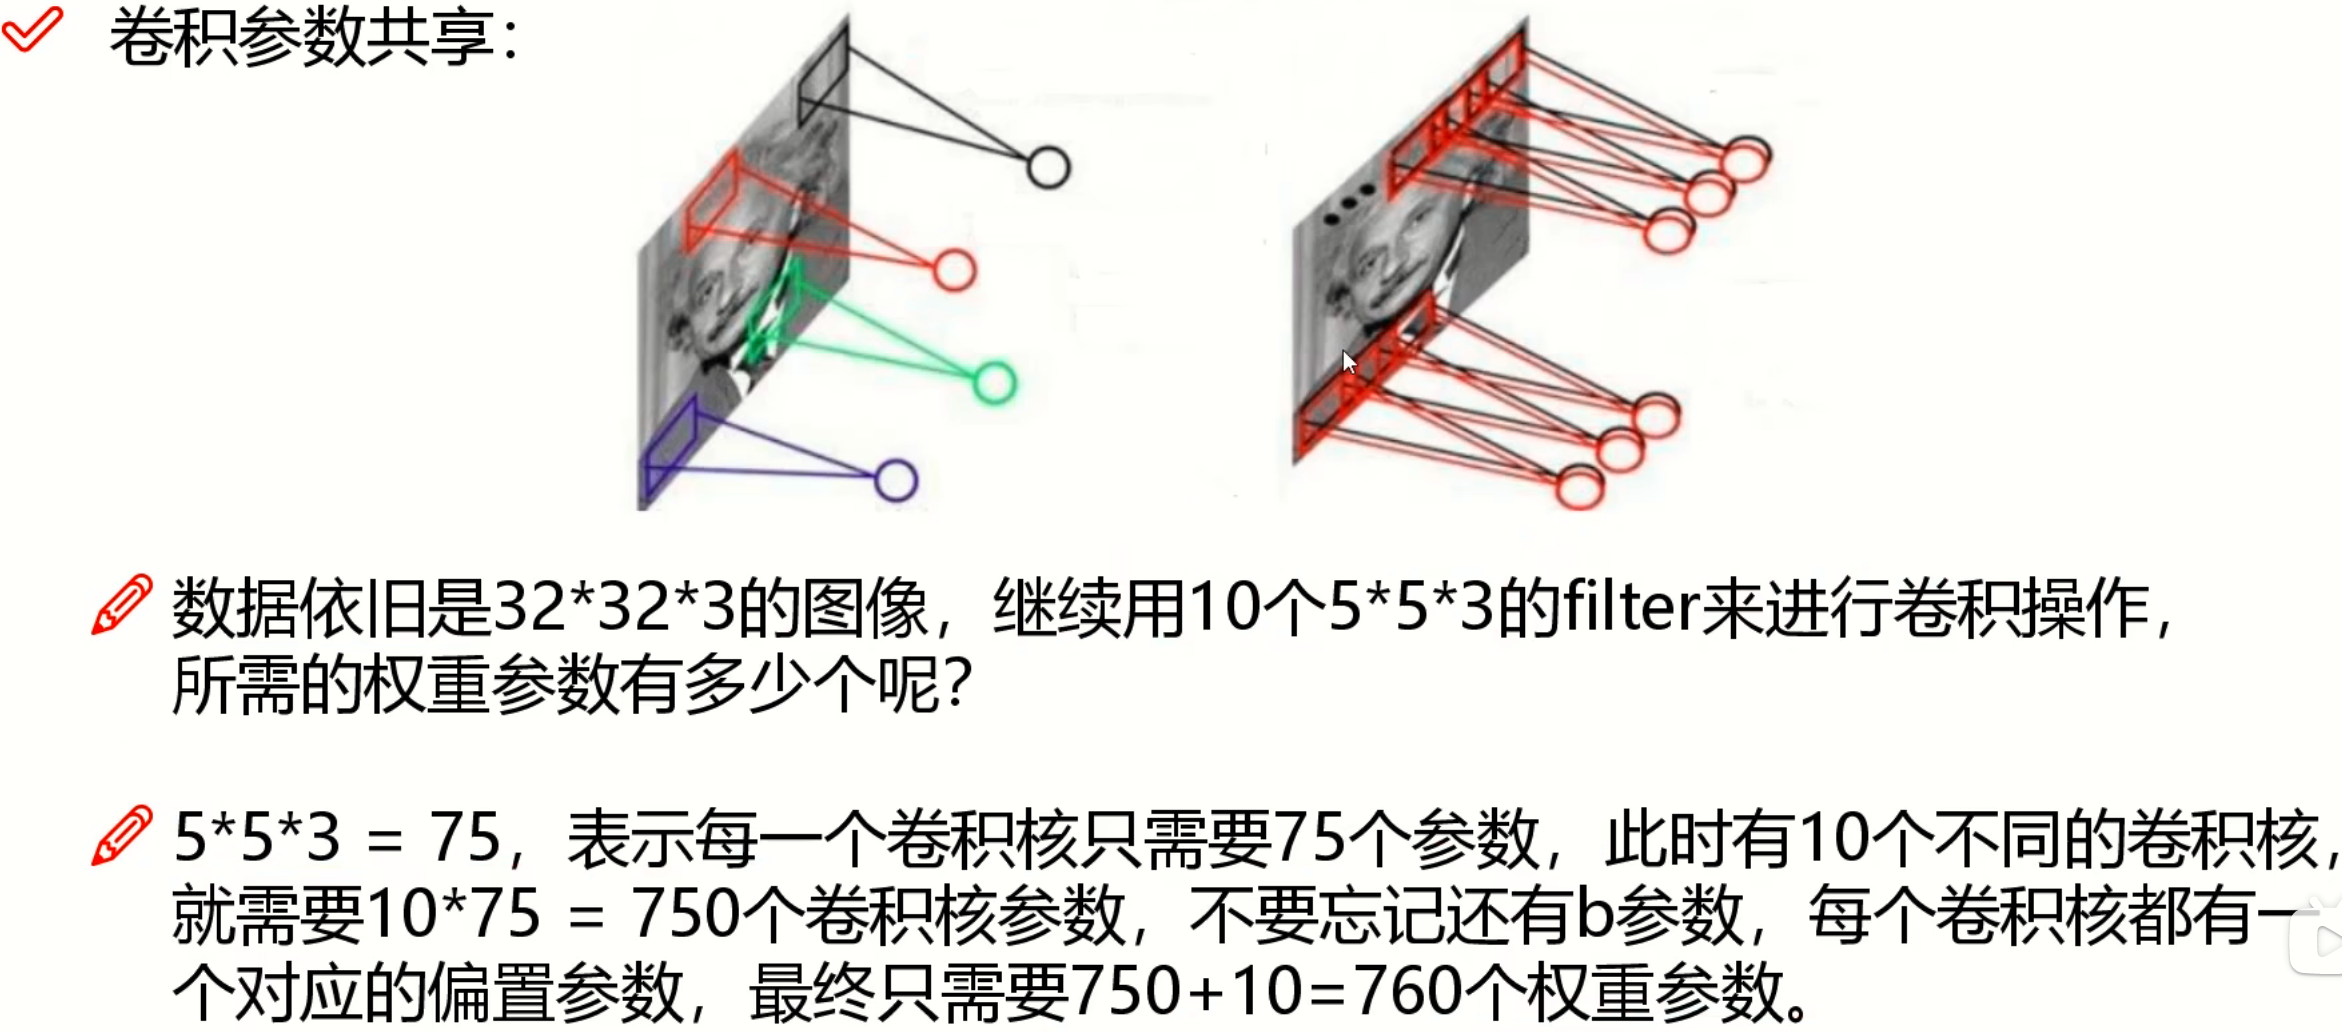 卷积参数共享：
数据依旧是32*32*3的图像，继续用10个5*5*3的filter来进行卷积操作，
所需的权重参数有多少个呢？
5*5*3 = 75，表示每一个卷积核只需要75个参数，此时有10个不同的卷积核，
就需要10*75 = 750个卷积核参数，不要忘记还有b参数，每个卷积核都有一
个对应的偏置参数，最终只需要750+10=760个权重参数。